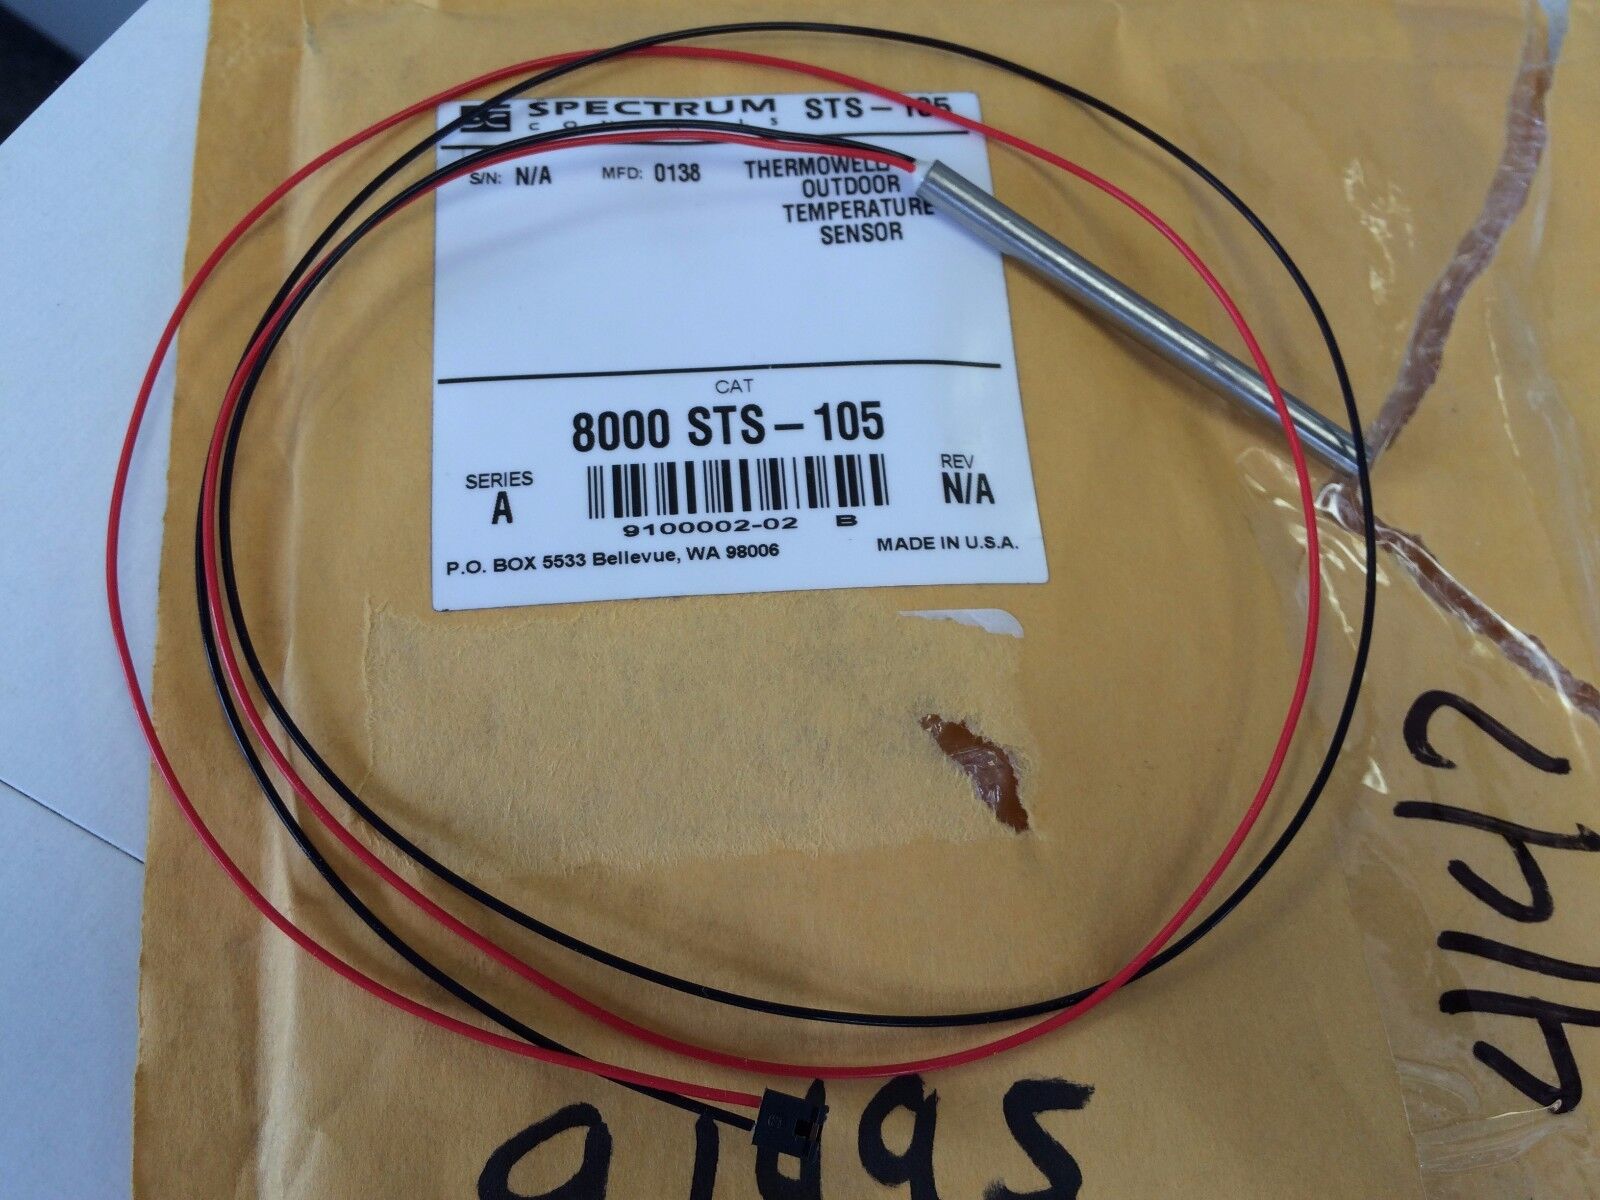 SPECTRUM STS-105
CONTROLS
S/N: N/A MFD: 0138 THERMOWELL
OUTDOOR
TEMPERATURE
SENSOR
CAT
8000 STS-105
SERIES
A
REV
N/A
9100002-02 B
P.O. BOX 5533 Bellevue, WA 98006 MADE IN U.S.A.